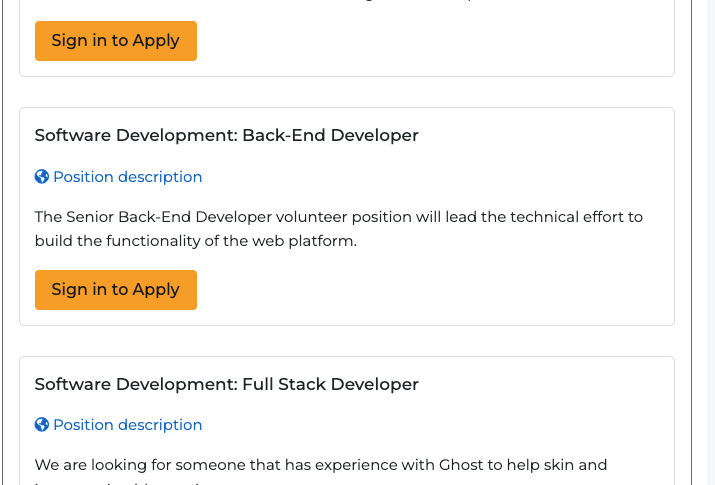 Sign in to Apply
Software Development: Back-End Developer
Position description
The Senior Back-End Developer volunteer position will lead the technical effort to
build the functionality of the web platform.
Sign in to Apply
Software Development: Full Stack Developer
Position description
We are looking for someone that has experience with Ghost to help skin and